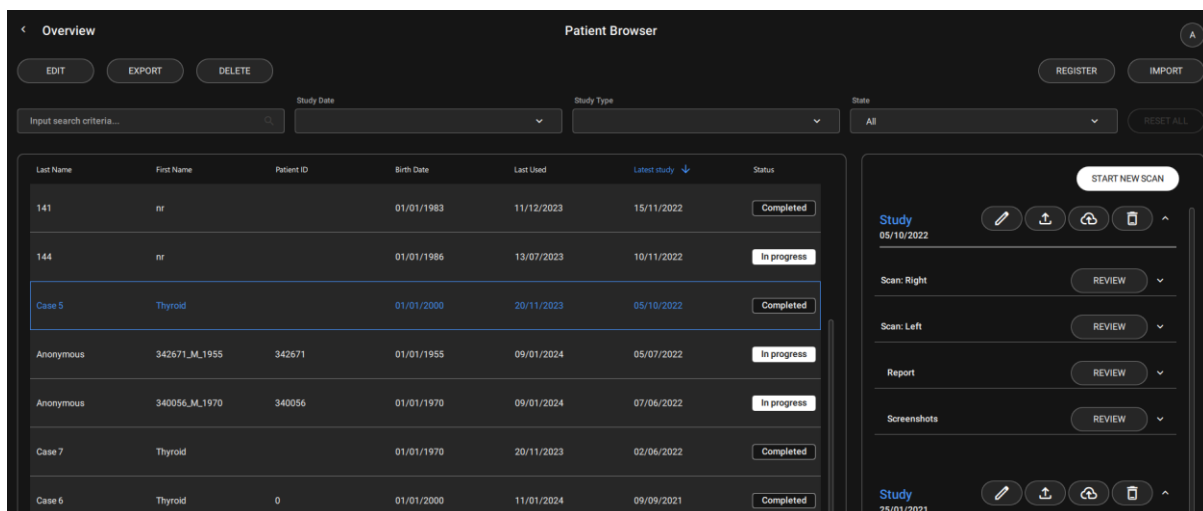 Overview
Patient Browser
A
EDIT EXPORT DELETE REGISTER IMPORT
Study Date Study Type State
Input search criteria... All RESET ALL
Last Name First Name Patient ID Birth Date Last Used Latest study Status
141 nr 01/01/1983 11/12/2023 15/11/2022 Completed
144 nr 01/01/1986 13/07/2023 10/11/2022 In progress
Case 5 Thyroid 01/01/2000 20/11/2023 05/10/2022 Completed
Anonymous 342671_M_1955 342671 01/01/1955 09/01/2024 05/07/2022 In progress
Anonymous 340056_M_1970 340056 01/01/1970 09/01/2024 07/06/2022 In progress
Case 7 Thyroid 01/01/1970 20/11/2023 02/06/2022 Completed
Case 6 Thyroid 0 01/01/2000 11/01/2024 09/09/2021 Completed
START NEW SCAN
Study
05/10/2022
Scan: Right REVIEW
Scan: Left REVIEW
Report REVIEW
Screenshots REVIEW
Study
25/01/2021